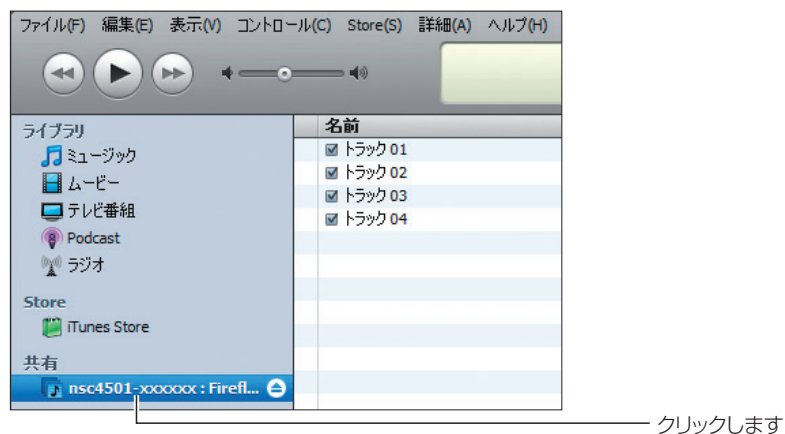 ファイル(F) 編集(E) 表示(V) コントロール(C) Store(S) 詳細(A) ヘルプ(H)
ライブラリ
ミュージック
ムービー
テレビ番組
Podcast
ラジオ
Store
iTunes Store
共有
nsc4501-xxxxxx : Firefl...
名前
トラック 01
トラック 02
トラック 03
トラック 04
クリックします